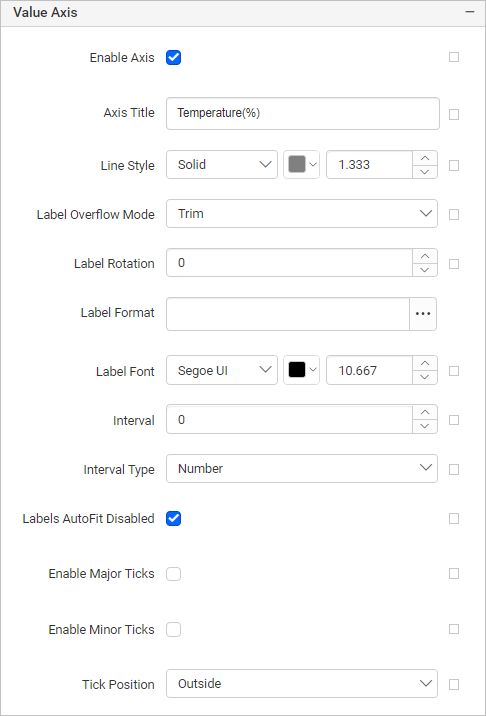 Value Axis
Enable Axis
Axis Title Temperature(%)
Line Style Solid 1.333
Label Overflow Mode Trim
Label Rotation 0
Label Format ...
Label Font Segoe UI 10.667
Interval 0
Interval Type Number
Labels AutoFit Disabled
Enable Major Ticks
Enable Minor Ticks
Tick Position Outside